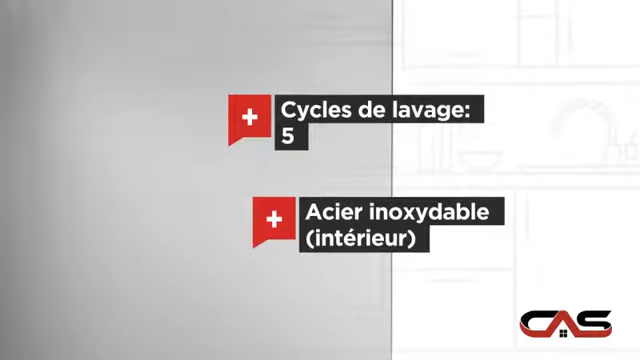 Cycles de lavage:
5
Acier inoxydable
(intérieur)
CAS